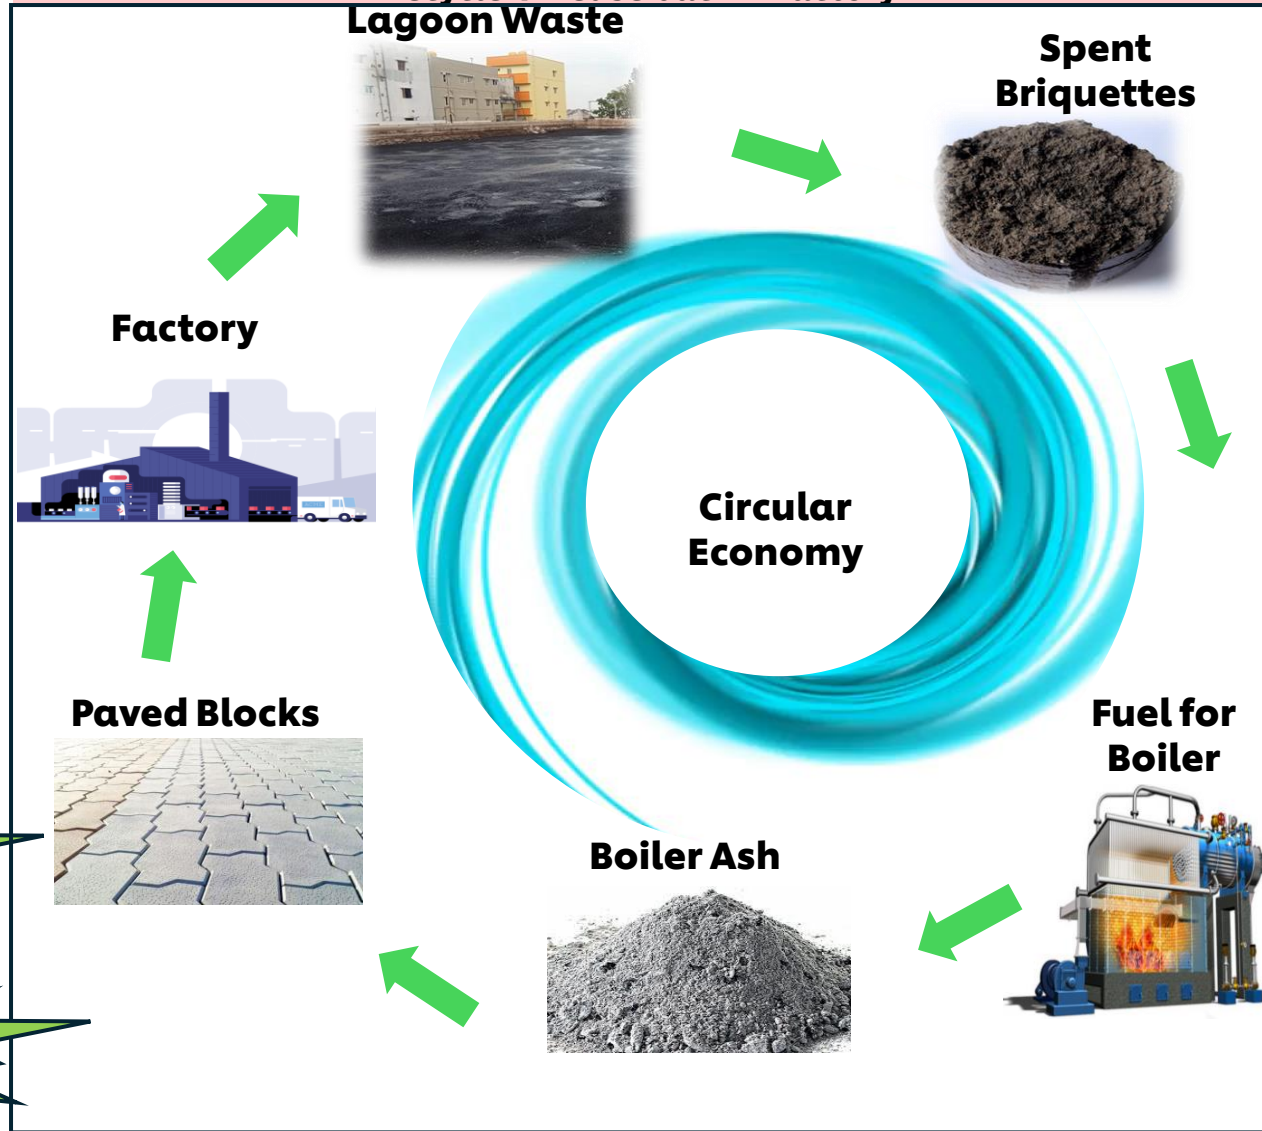 Lagoon Waste
Spent
Briquettes
Factory
Circular
Economy
Paved Blocks
Fuel for
Boiler
Boiler Ash